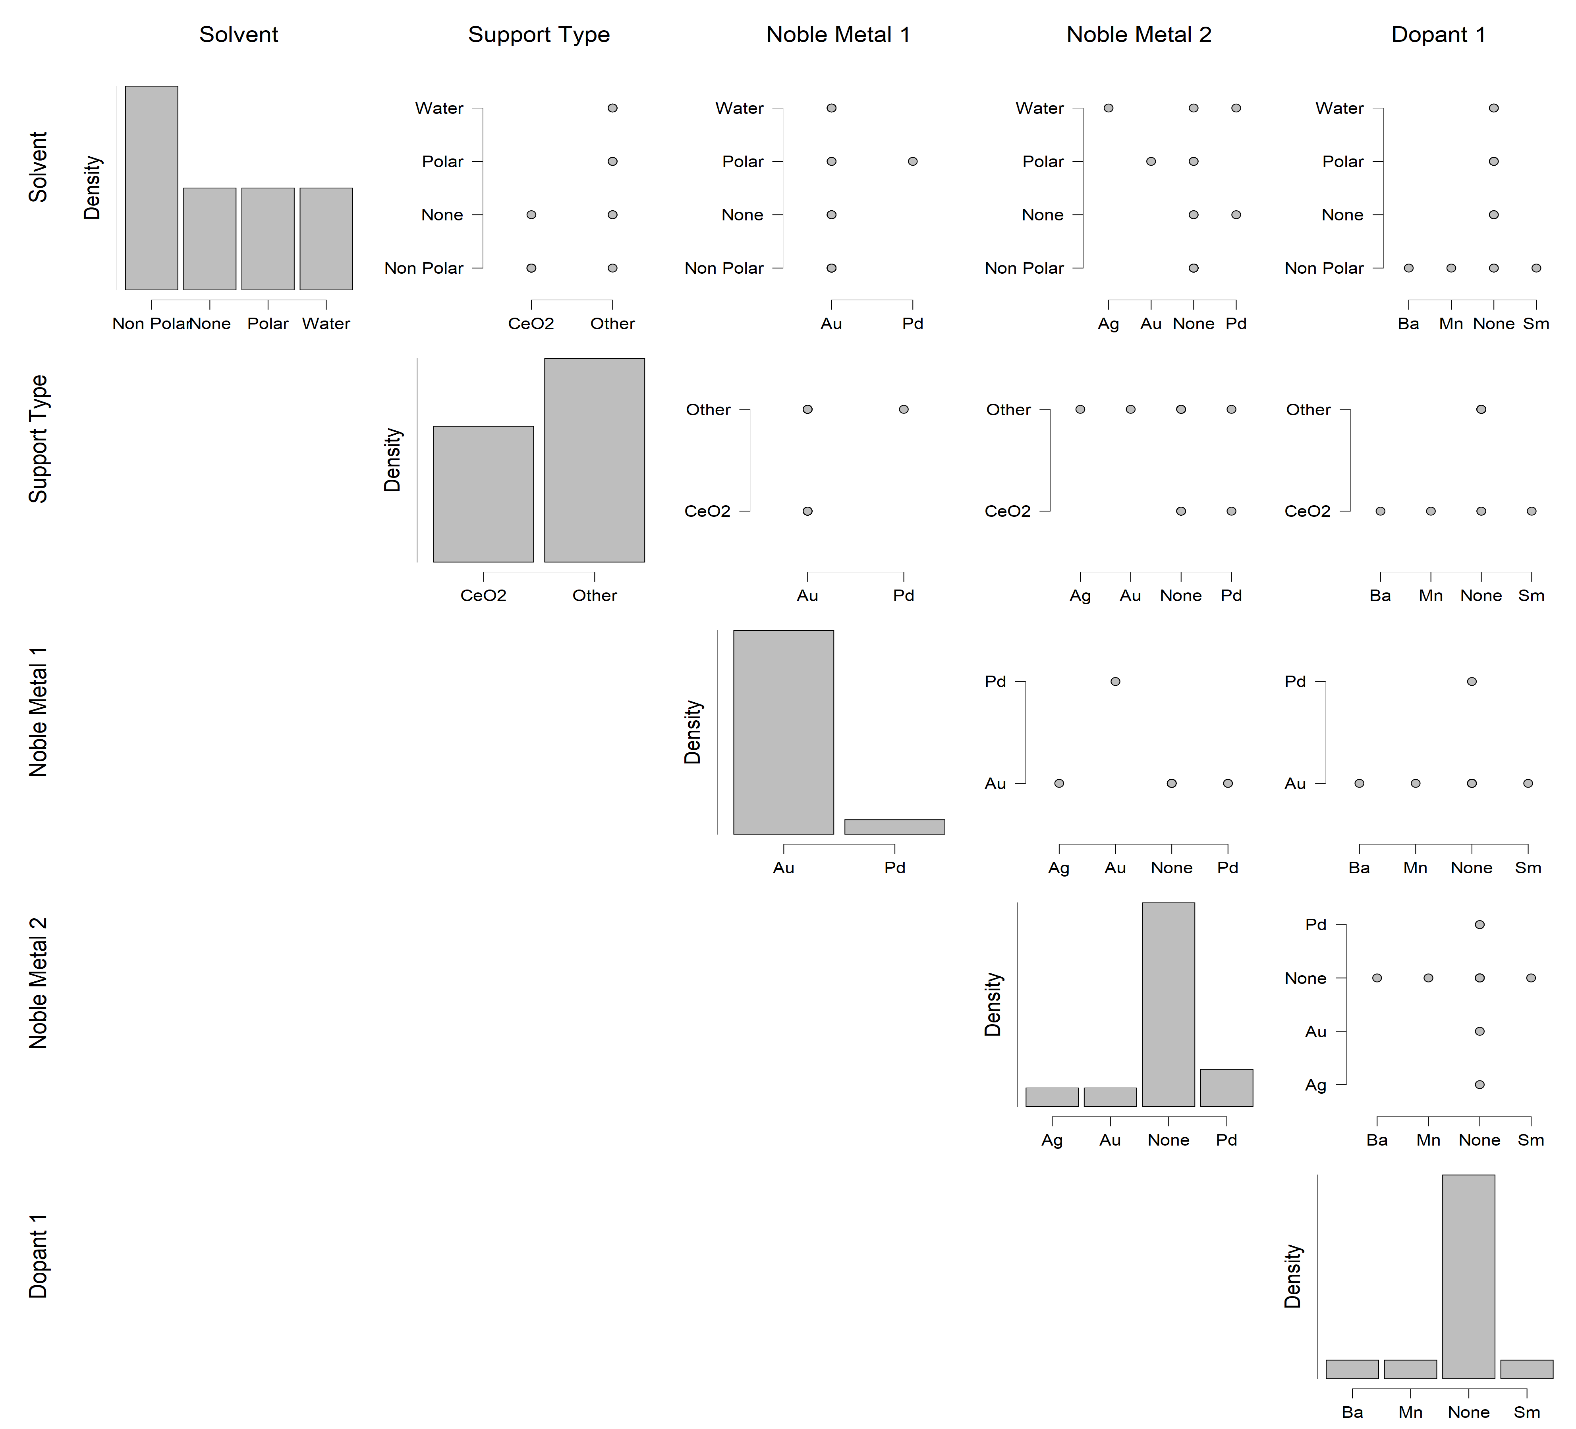 Solvent Support Type Noble Metal 1 Noble Metal 2 Dopant 1
Solvent
Density
Non Polar None Polar Water
Water
Polar
None
Non Polar
CeO2 Other
Water
Polar
None
Non Polar
Au Pd
Water
Polar
None
Non Polar
Ag Au None Pd
Water
Polar
None
Non Polar
Ba Mn None Sm
Support Type
Density
CeO2 Other
Other
CeO2
Au Pd
Other
CeO2
Ag Au None Pd
Other
CeO2
Ba Mn None Sm
Noble Metal 1
Density
Au Pd
Pd
Au
Ag Au None Pd
Pd
Au
Ba Mn None Sm
Noble Metal 2
Density
Ag Au None Pd
Pd
None
Au
Ag
Ba Mn None Sm
Dopant 1
Density
Ba Mn None Sm